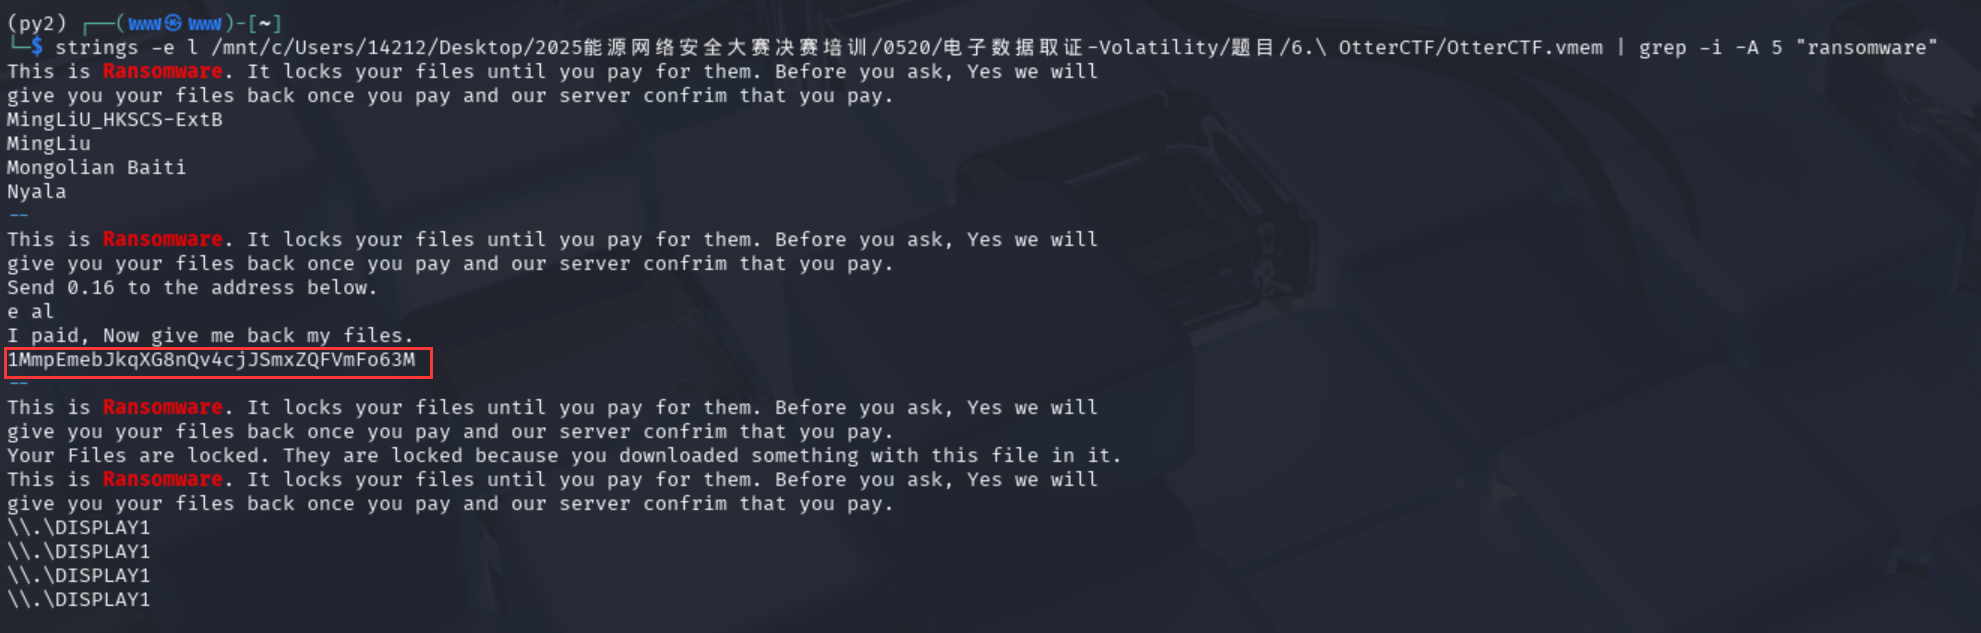 (py2) ┌──(www㉿www)-[~]
└─$ strings -e l /mnt/c/Users/14212/Desktop/2025能源网络安全大赛决赛培训/0520/电子数据取证-Volatility/题目/6.\ OtterCTF/OtterCTF.vmem | grep -i -A 5 "ransomware"
This is Ransomware. It locks your files until you pay for them. Before you ask, Yes we will
give you your files back once you pay and our server confrim that you pay.
MingLiU_HKSCS-ExtB
MingLiu
Mongolian Baiti
Nyala
--
This is Ransomware. It locks your files until you pay for them. Before you ask, Yes we will
give you your files back once you pay and our server confrim that you pay.
Send 0.16 to the address below.
e al
I paid, Now give me back my files.
1MmpEmebJkqXG8nQv4cjJSmxZQFVmFo63M
--
This is Ransomware. It locks your files until you pay for them. Before you ask, Yes we will
give you your files back once you pay and our server confrim that you pay.
Your Files are locked. They are locked because you downloaded something with this file in it.
This is Ransomware. It locks your files until you pay for them. Before you ask, Yes we will
give you your files back once you pay and our server confrim that you pay.
\\.\DISPLAY1
\\.\DISPLAY1
\\.\DISPLAY1
\\.\DISPLAY1